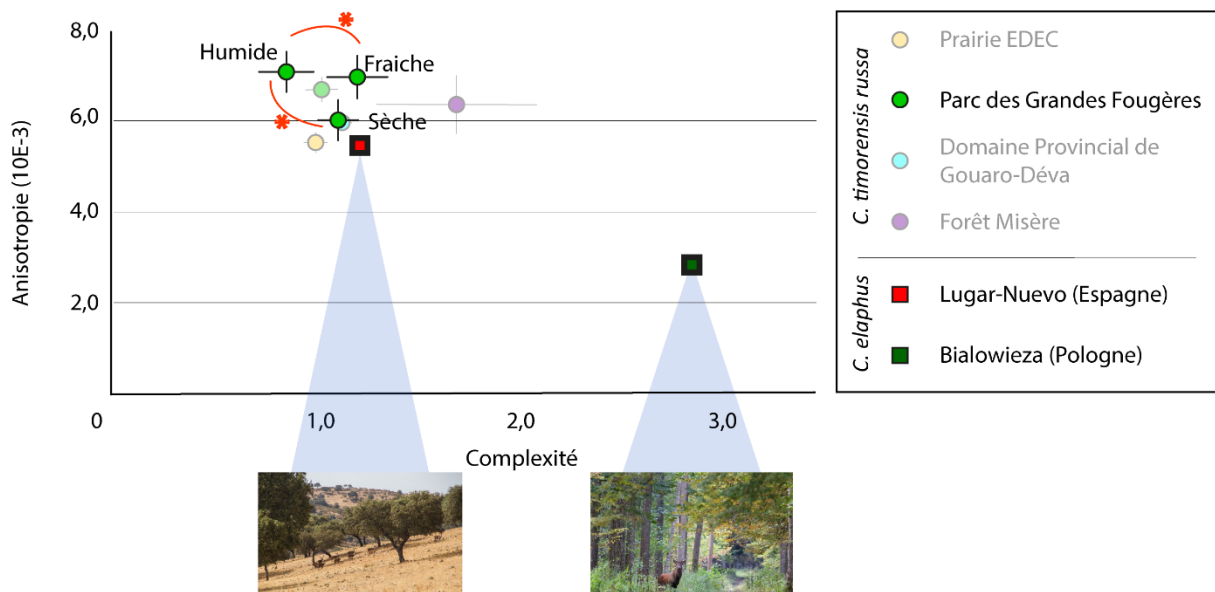 8,0
6,0
4,0
2,0
0
1,0
2,0
3,0
Anisotropie (10E-3)
Complexité
*
Humide
Fraiche
*
Sèche
C. timorensis russa
Prairie EDEC
Parc des Grandes Fougères
Domaine Provincial de
Gouaro-Déva
Forêt Misère
C. elaphus
Lugar-Nuevo (Espagne)
Bialowieza (Pologne)